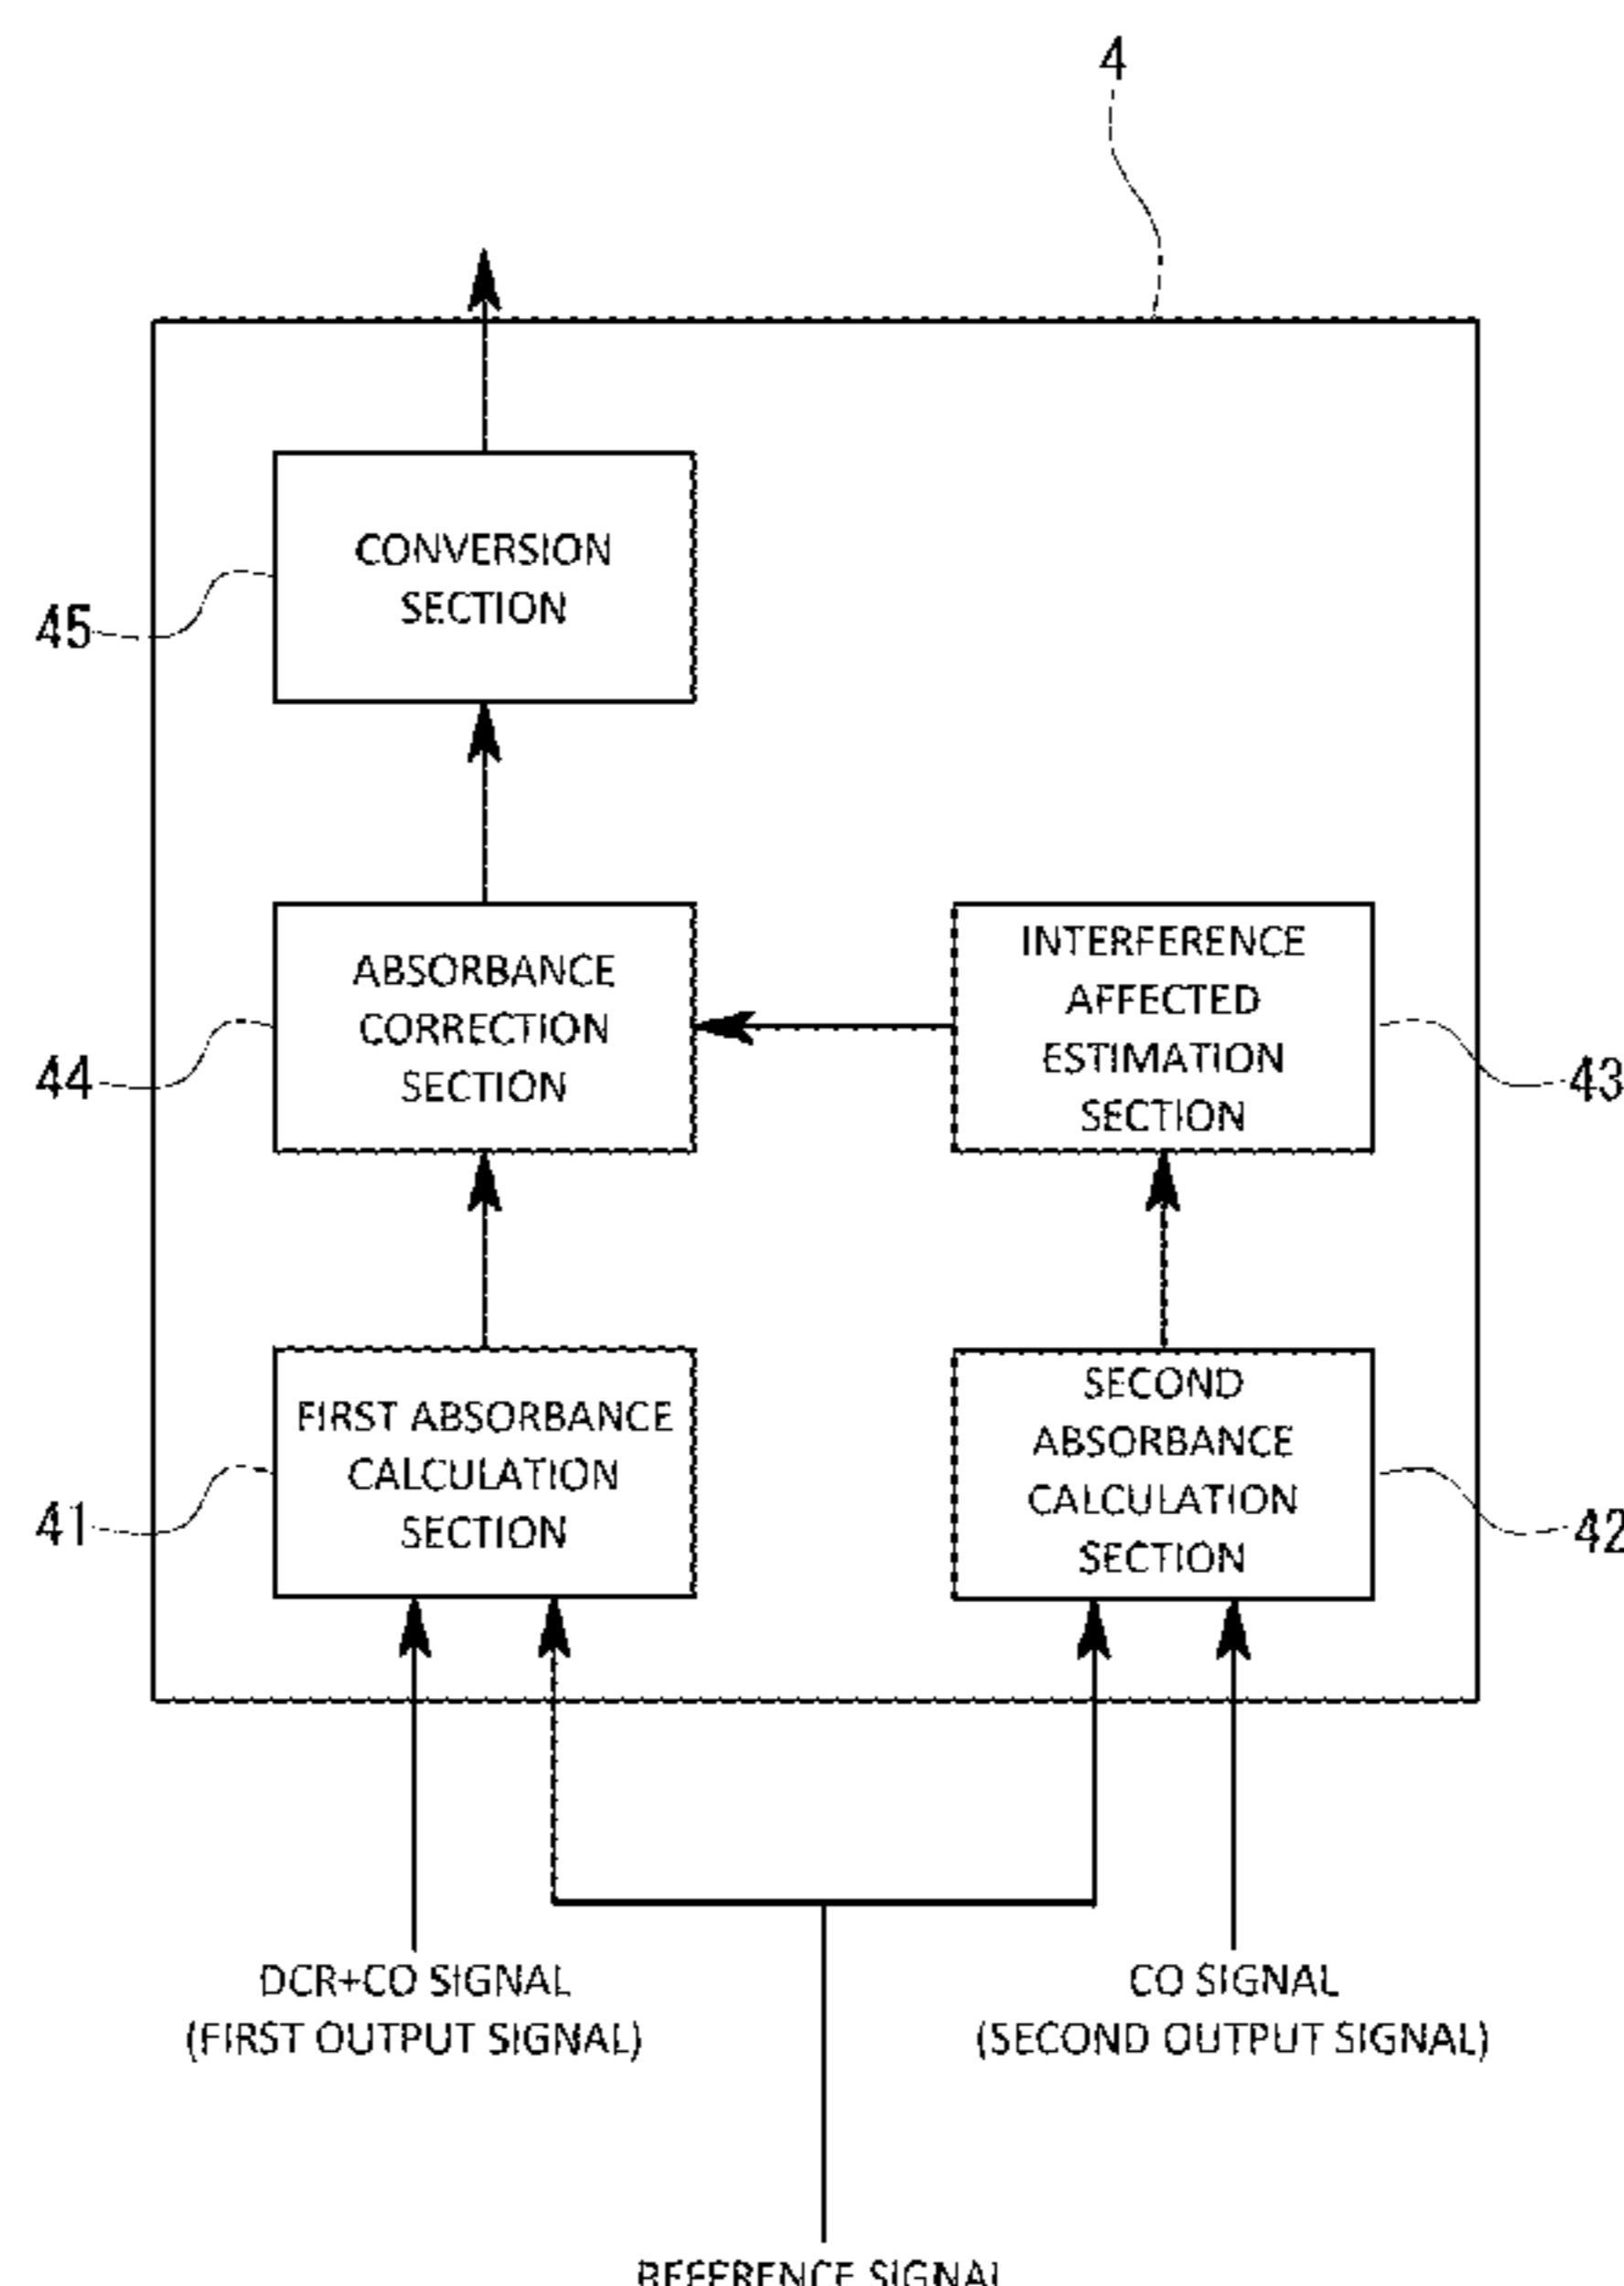 4
CONVERSION
SECTION
45
ABSORBANCE
CORRECTION
SECTION
44
INTERFERENCE
AFFECTED
ESTIMATION
SECTION
43
FIRST ABSORBANCE
CALCULATION
SECTION
41
SECOND
ABSORBANCE
CALCULATION
SECTION
42
DCR+CO SIGNAL
(FIRST OUTPUT SIGNAL)
CO SIGNAL
(SECOND OUTPUT SIGNAL)
REFERENCE SIGNAL